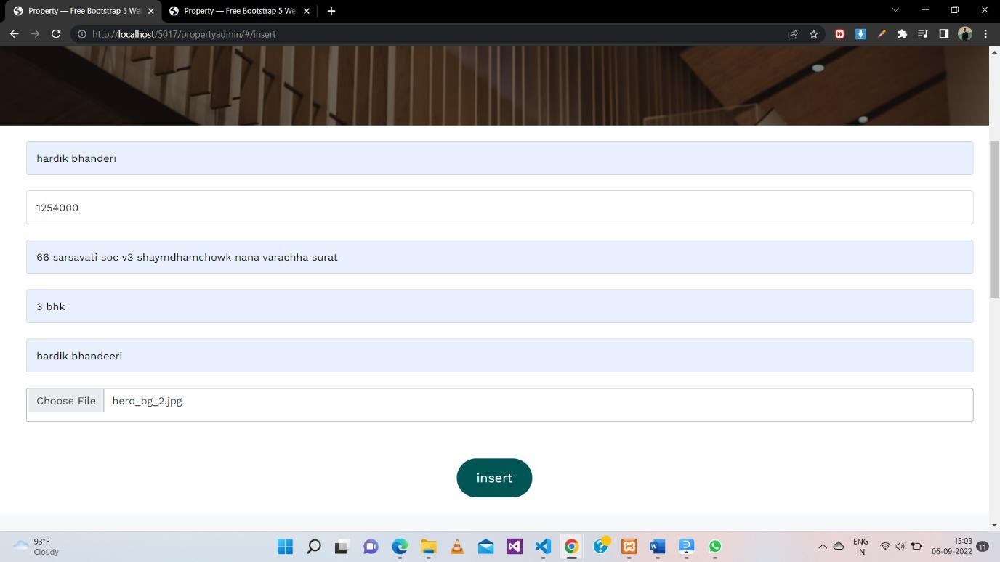 Property — Free Bootstrap 5 We
Property — Free Bootstrap 5 We
http://localhost/5017/propertyadmin/#/insert
hardik bhanderi
1254000
66 sarsavati soc v3 shaymdhamchowk nana varachha surat
3 bhk
hardik bhandeeri
Choose File hero_bg_2.jpg
insert
93°F
Cloudy
ENG
IN
15:03
06-09-2022
11